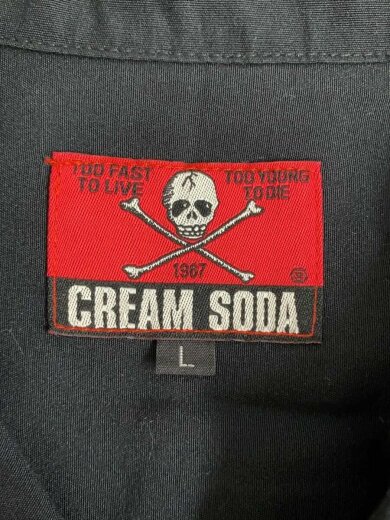 TOO FAST
TO LIVE
TOO YOUNG
TO DIE
1967
®
CREAM SODA
L